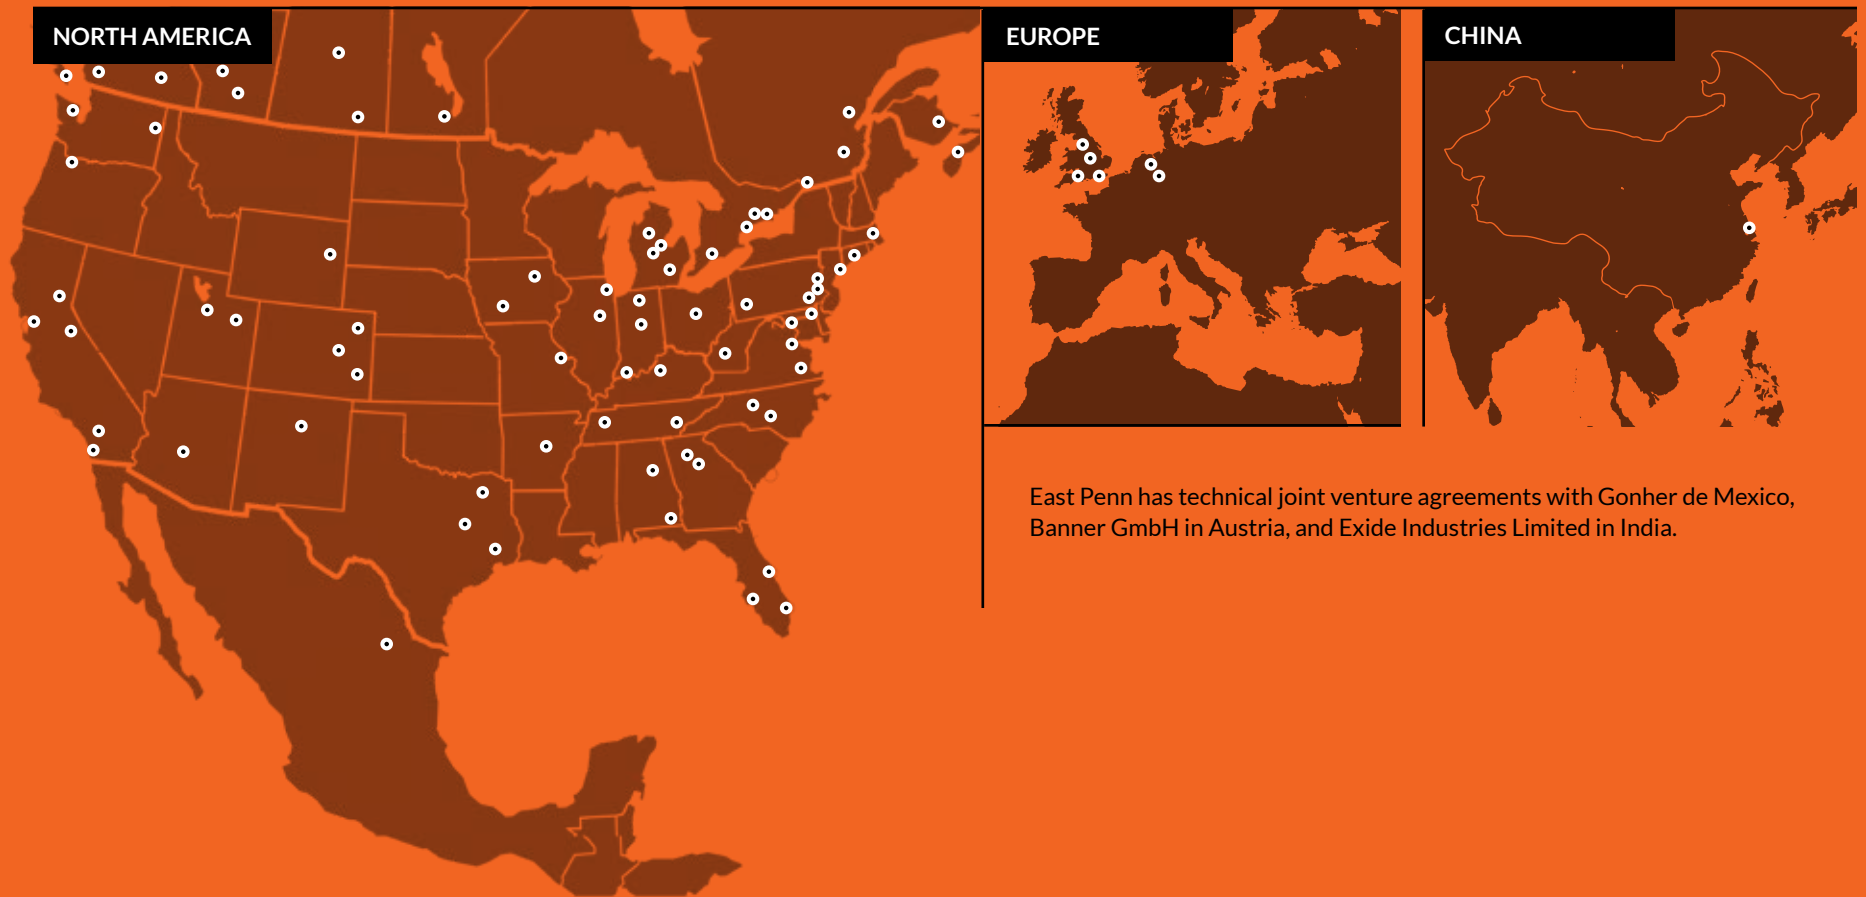 NORTH AMERICA
EUROPE
CHINA
East Penn has technical joint venture agreements with Gonher de Mexico,
Banner GmbH in Austria, and Exide Industries Limited in India.